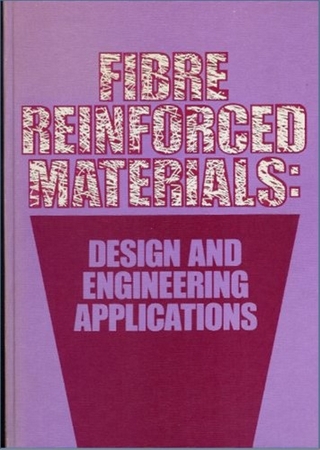 FIBRE
REINFORCED
MATERIALS:
DESIGN AND
ENGINEERING
APPLICATIONS